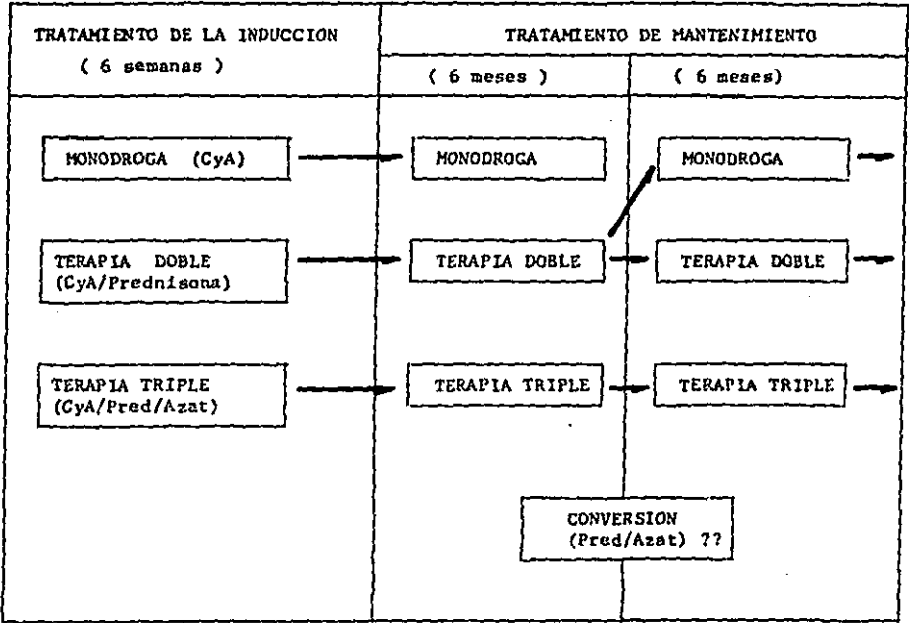 TRATAMIENTO DE LA INDUCCION
( 6 semanas )
TRATAMIENTO DE MANTENIMIENTO
( 6 meses )
( 6 meses)
MONODROGA (CyA)
MONODROGA
MONODROGA
TERAPIA DOBLE
(CyA/Prednisona)
TERAPIA DOBLE
TERAPIA DOBLE
TERAPIA TRIPLE
(CyA/Pred/Azat)
TERAPIA TRIPLE
TERAPIA TRIPLE
CONVERSION
(Pred/Azat) ??